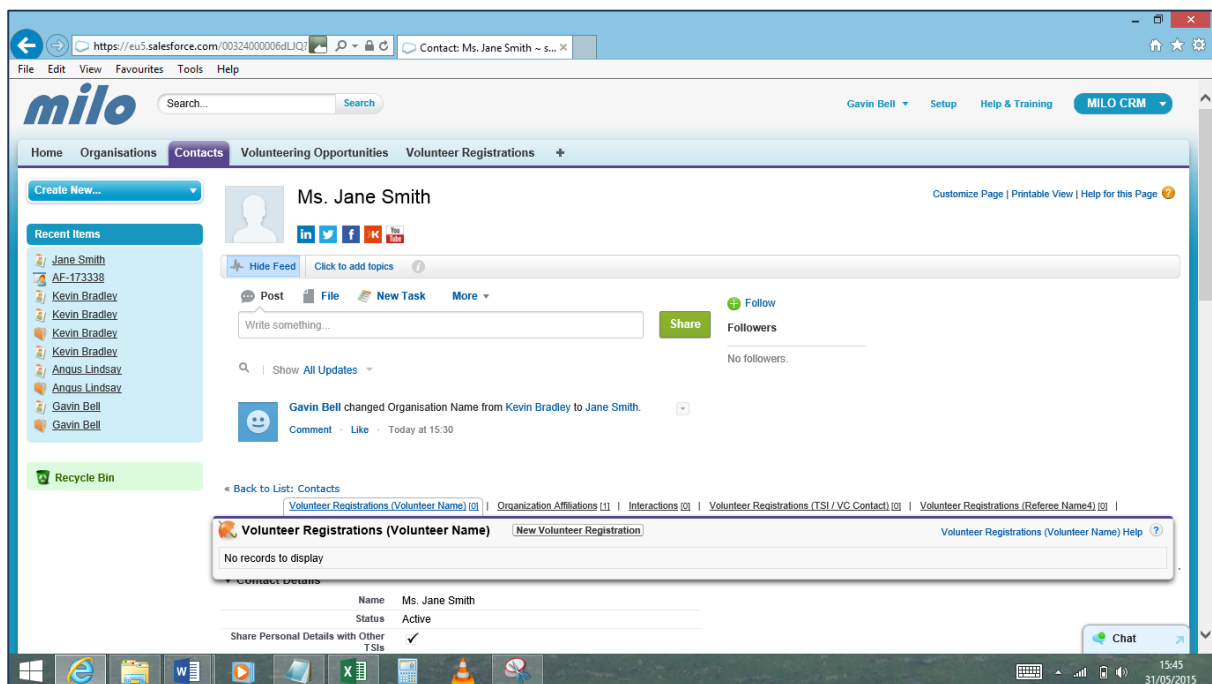 https://eu5.salesforce.com/00324000006dLJQ?
Contact: Ms. Jane Smith ~ s...
File Edit View Favourites Tools Help
milo
Search...
Search
Gavin Bell
Setup
Help & Training
MILO CRM
Home Organisations Contacts Volunteering Opportunities Volunteer Registrations +
Create New...
Recent Items
Jane Smith
AF-173338
Kevin Bradley
Kevin Bradley
Kevin Bradley
Kevin Bradley
Angus Lindsay
Angus Lindsay
Gavin Bell
Gavin Bell
Recycle Bin
Ms. Jane Smith
Customize Page | Printable View | Help for this Page
in f You Tube
Hide Feed Click to add topics
Post File New Task More
Write something...
Share
Follow
Followers
No followers.
Show All Updates
Gavin Bell changed Organisation Name from Kevin Bradley to Jane Smith.
Comment · Like · Today at 15:30
« Back to List: Contacts
Volunteer Registrations (Volunteer Name) [0] | Organization Affiliations [1] | Interactions [0] | Volunteer Registrations (TSI / VC Contact) [0] | Volunteer Registrations (Referee Name4) [0] |
Volunteer Registrations (Volunteer Name) New Volunteer Registration Volunteer Registrations (Volunteer Name) Help ?
No records to display
Contact Details
Name Ms. Jane Smith
Status Active
Share Personal Details with Other TSIs
Chat
15:45
31/05/2015